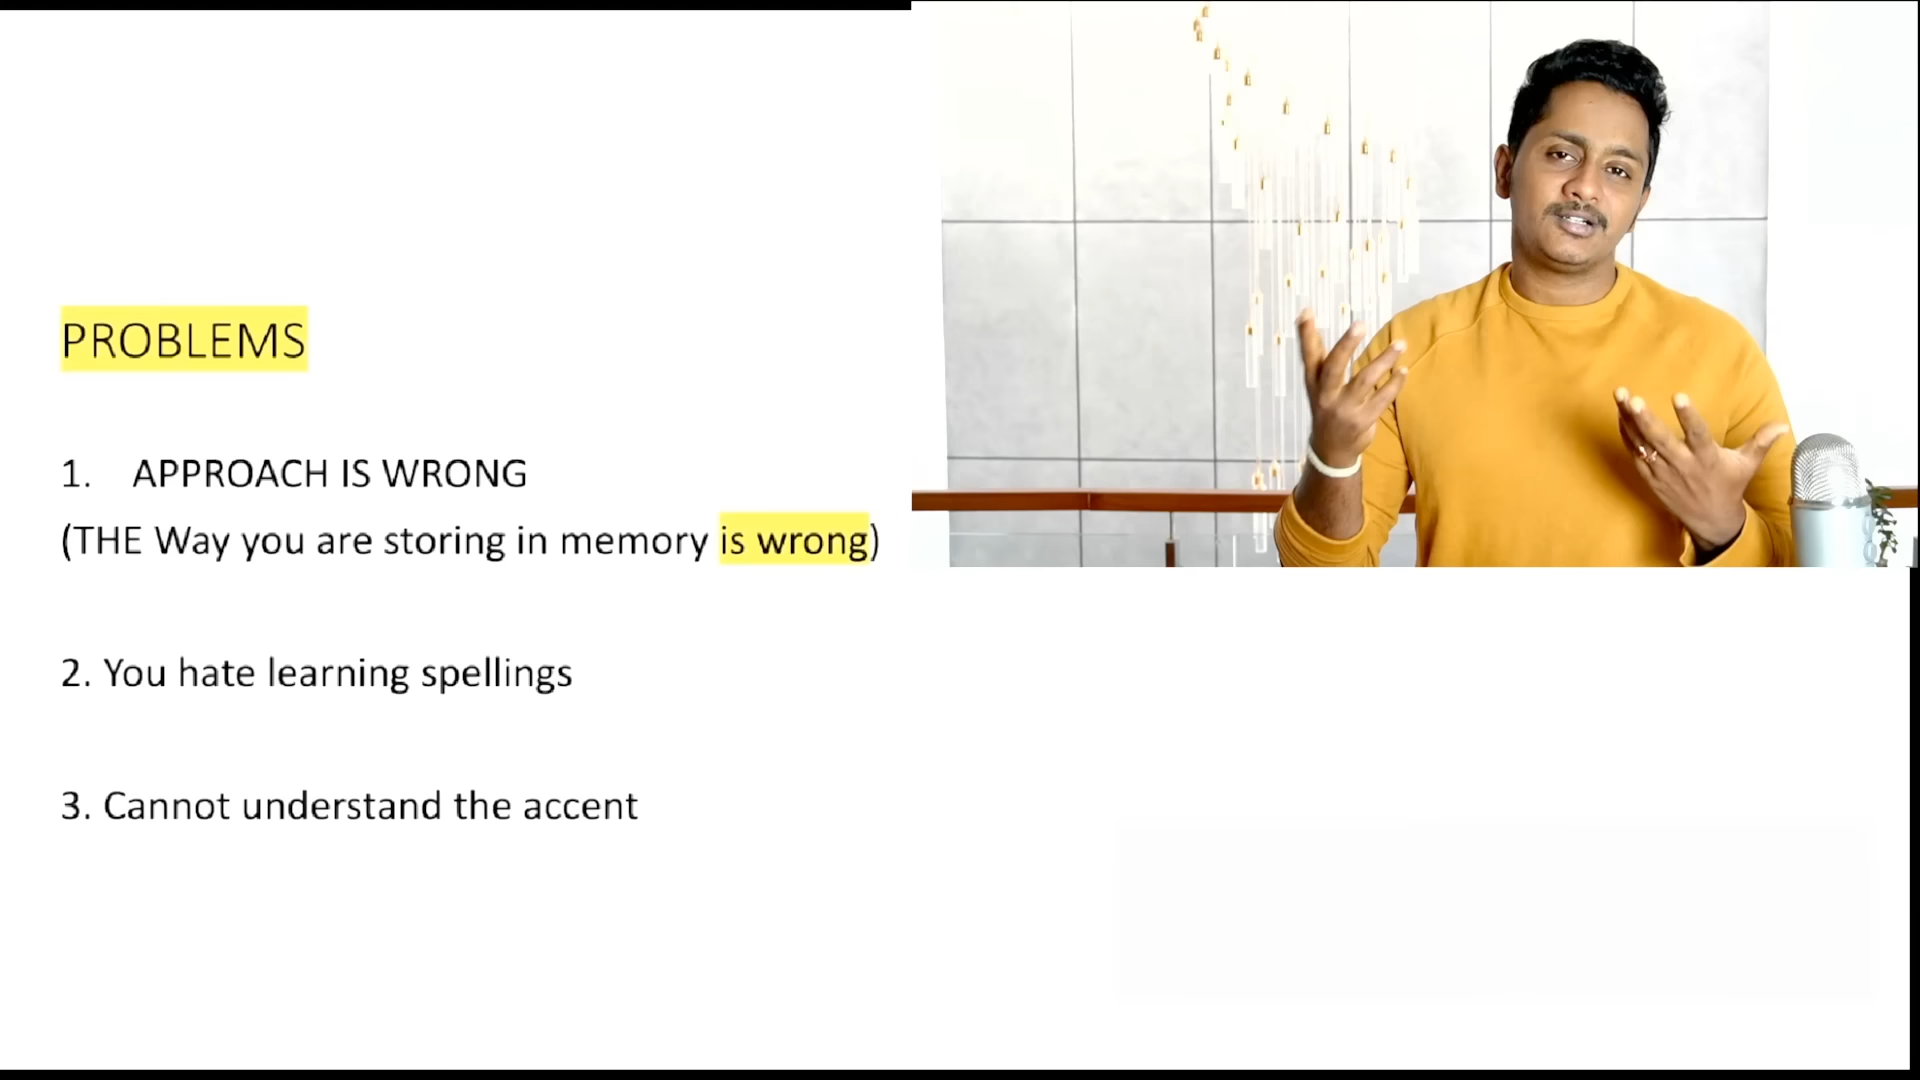 PROBLEMS
1. APPROACH IS WRONG
(THE Way you are storing in memory is wrong)
2. You hate learning spellings
3. Cannot understand the accent